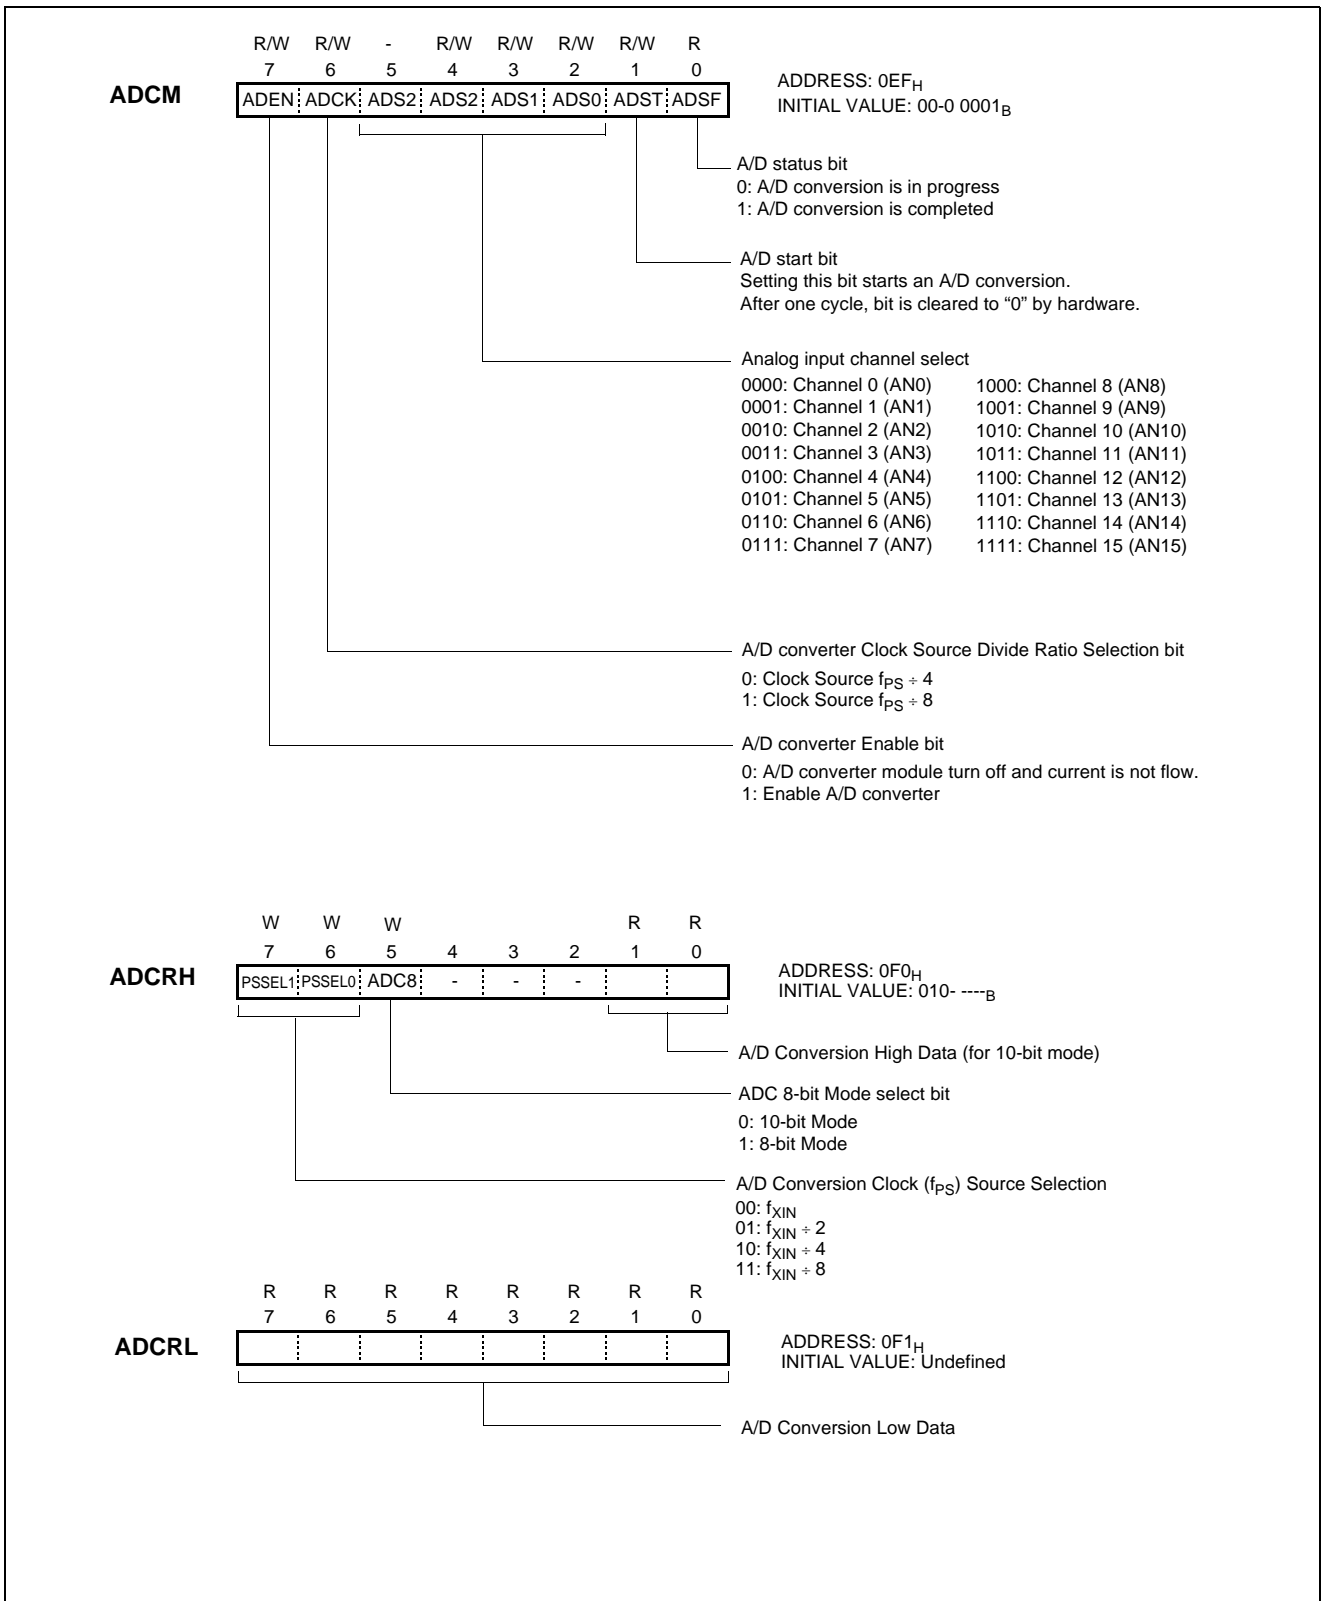 R/W R/W - R/W R/W R/W R/W R
7 6 5 4 3 2 1 0
ADCM
ADEN ADCK ADS2 ADS2 ADS1 ADS0 ADST ADSF
ADDRESS: 0EFH
INITIAL VALUE: 00-0 0001B
A/D status bit
0: A/D conversion is in progress
1: A/D conversion is completed
A/D start bit
Setting this bit starts an A/D conversion.
After one cycle, bit is cleared to “0” by hardware.
Analog input channel select
0000: Channel 0 (AN0) 1000: Channel 8 (AN8)
0001: Channel 1 (AN1) 1001: Channel 9 (AN9)
0010: Channel 2 (AN2) 1010: Channel 10 (AN10)
0011: Channel 3 (AN3) 1011: Channel 11 (AN11)
0100: Channel 4 (AN4) 1100: Channel 12 (AN12)
0101: Channel 5 (AN5) 1101: Channel 13 (AN13)
0110: Channel 6 (AN6) 1110: Channel 14 (AN14)
0111: Channel 7 (AN7) 1111: Channel 15 (AN15)
A/D converter Clock Source Divide Ratio Selection bit
0: Clock Source fPS ÷ 4
1: Clock Source fPS ÷ 8
A/D converter Enable bit
0: A/D converter module turn off and current is not flow.
1: Enable A/D converter
W W W R R
7 6 5 4 3 2 1 0
ADCRH
PSSEL1 PSSEL0 ADC8 - - -
ADDRESS: 0F0H
INITIAL VALUE: 010- ----B
A/D Conversion High Data (for 10-bit mode)
ADC 8-bit Mode select bit
0: 10-bit Mode
1: 8-bit Mode
A/D Conversion Clock (fPS) Source Selection
00: fXIN
01: fXIN ÷ 2
10: fXIN ÷ 4
11: fXIN ÷ 8
R R R R R R R R
7 6 5 4 3 2 1 0
ADCRL
ADDRESS: 0F1H
INITIAL VALUE: Undefined
A/D Conversion Low Data